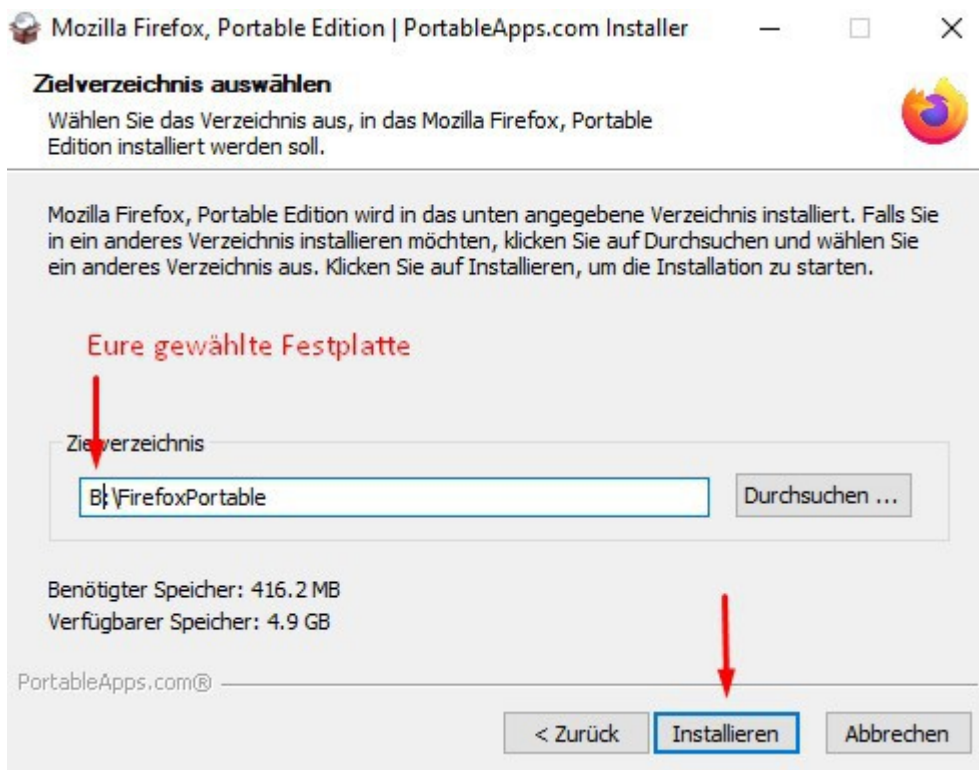 Mozilla Firefox, Portable Edition | PortableApps.com Installer
Zielverzeichnis auswählen
Wählen Sie das Verzeichnis aus, in das Mozilla Firefox, Portable
Edition installiert werden soll.
Mozilla Firefox, Portable Edition wird in das unten angegebene Verzeichnis installiert. Falls Sie
in ein anderes Verzeichnis installieren möchten, klicken Sie auf Durchsuchen und wählen Sie
ein anderes Verzeichnis aus. Klicken Sie auf Installieren, um die Installation zu starten.
Eure gewählte Festplatte
Zielverzeichnis
B:\FirefoxPortable
Durchsuchen ...
Benötigter Speicher: 416.2 MB
Verfügbarer Speicher: 4.9 GB
PortableApps.com®
< Zurück
Installieren
Abbrechen